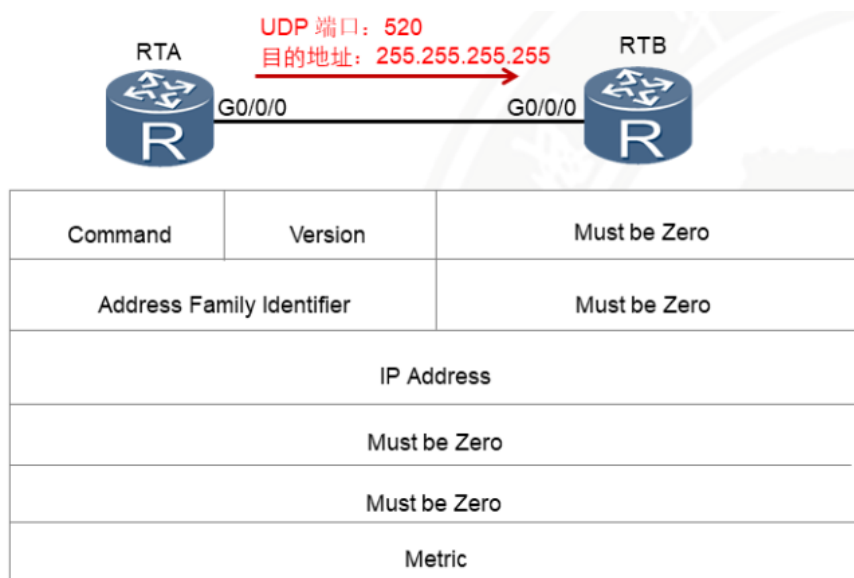 UDP 端口：520
RTA
目的地址：255.255.255.255
RTB
G0/0/0
G0/0/0
R
R
Command
Version
Must be Zero
Address Family Identifier
Must be Zero
IP Address
Must be Zero
Must be Zero
Metric